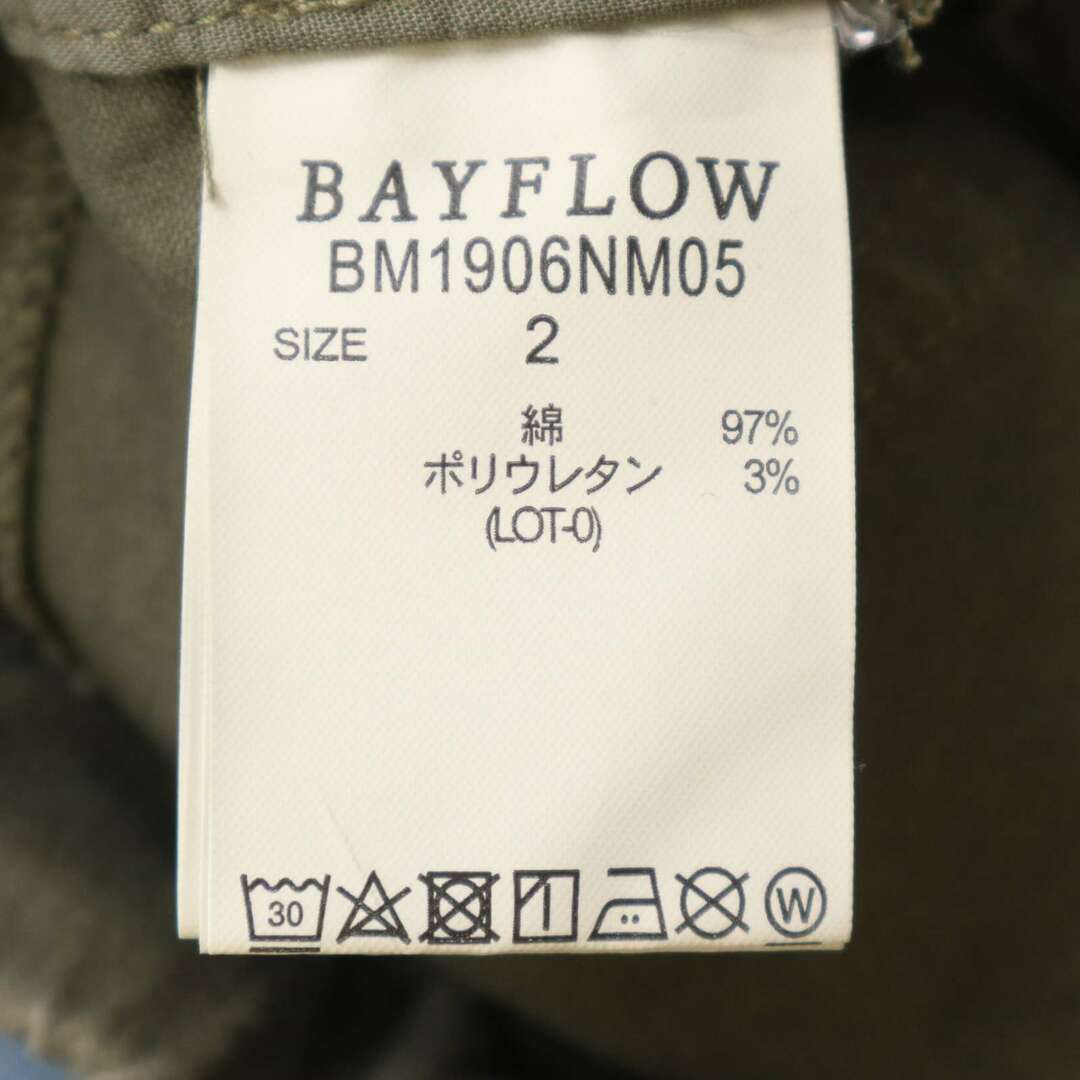 BAYFLOW
BM1906NM05
SIZE 2
綿 97%
ポリウレタン 3%
(LOT-0)
30 W